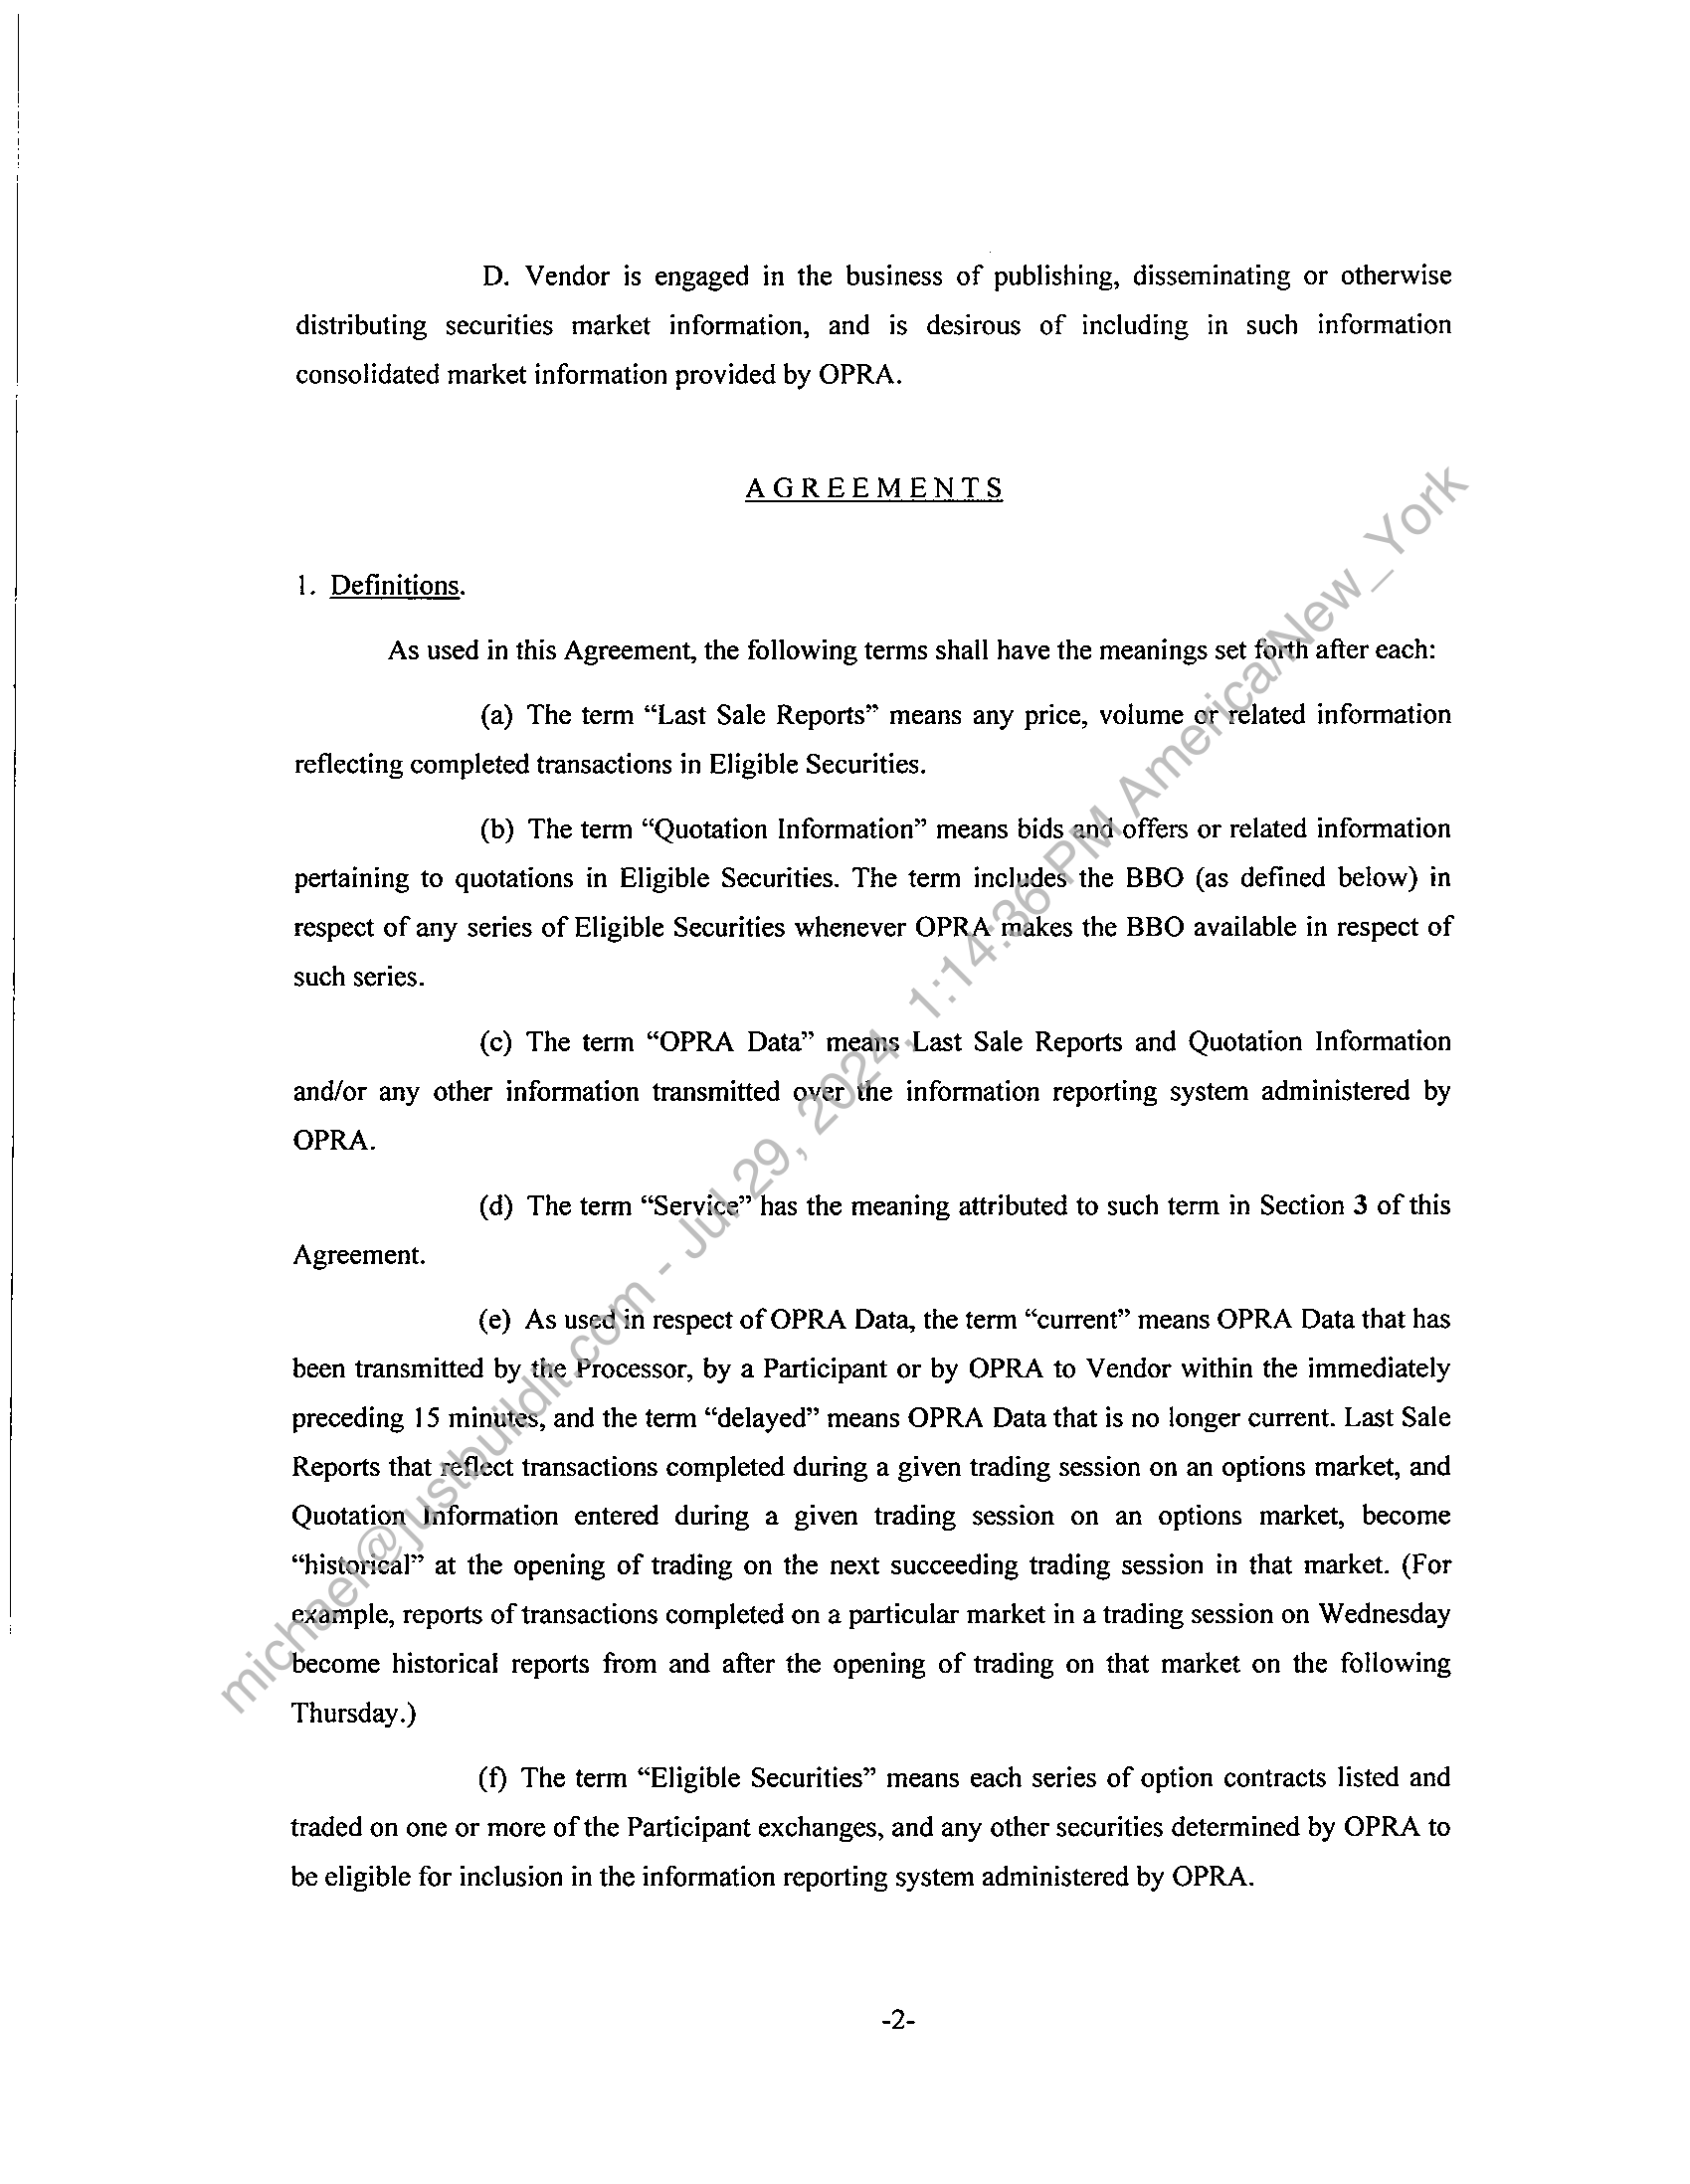 D. Vendor is engaged in the business of publishing, disseminating or otherwise
distributing securities market information, and is desirous of including in such information
consolidated market information provided by OPRA.
AGREEMENTS
1. Definitions.
As used in this Agreement, the following terms shall have the meanings set forth after each:
(a) The term “Last Sale Reports” means any price, volume or related information
reflecting completed transactions in Eligible Securities.
(b) The term “Quotation Information” means bids and offers or related information
pertaining to quotations in Eligible Securities. The term includes the BBO (as defined below) in
respect of any series of Eligible Securities whenever OPRA makes the BBO available in respect of
such series.
(c) The term “OPRA Data” means Last Sale Reports and Quotation Information
and/or any other information transmitted over the information reporting system administered by
OPRA.
(d) The term “Service” has the meaning attributed to such term in Section 3 of this
Agreement.
(e) As used in respect of OPRA Data, the term “current” means OPRA Data that has
been transmitted by the Processor, by a Participant or by OPRA to Vendor within the immediately
preceding 15 minutes, and the term “delayed” means OPRA Data that is no longer current. Last Sale
Reports that reflect transactions completed during a given trading session on an options market, and
Quotation Information entered during a given trading session on an options market, become
“historical” at the opening of trading on the next succeeding trading session in that market. (For
example, reports of transactions completed on a particular market in a trading session on Wednesday
become historical reports from and after the opening of trading on that market on the following
Thursday.)
(f) The term “Eligible Securities” means each series of option contracts listed and
traded on one or more of the Participant exchanges, and any other securities determined by OPRA to
be eligible for inclusion in the information reporting system administered by OPRA.
-2-
michael@justbuildit.com - Jul 29, 2024, 1:14:36 PM America/New_York